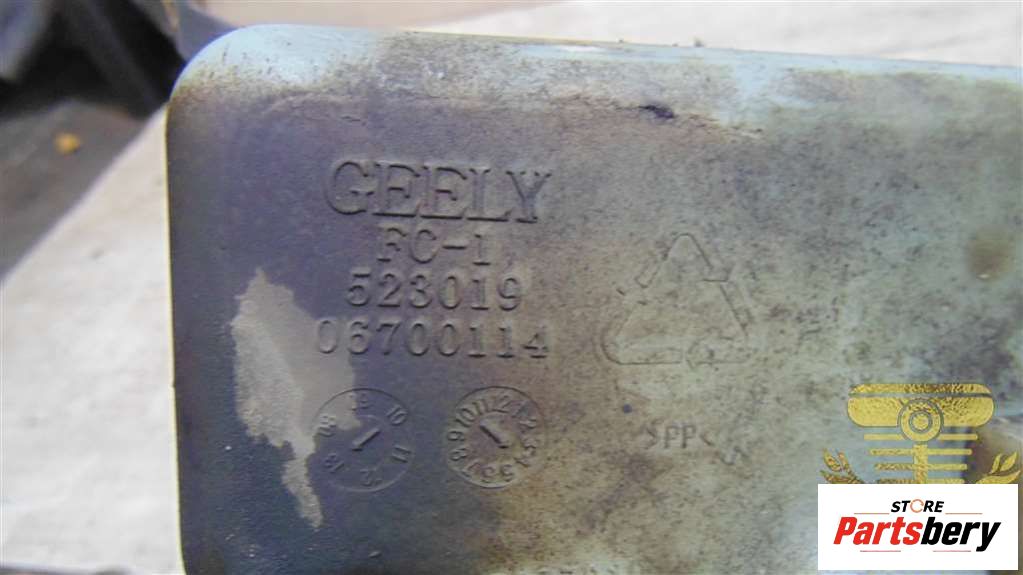 GEELY
FC-1
523019
06700114
>PP<
STORE
Partsbery